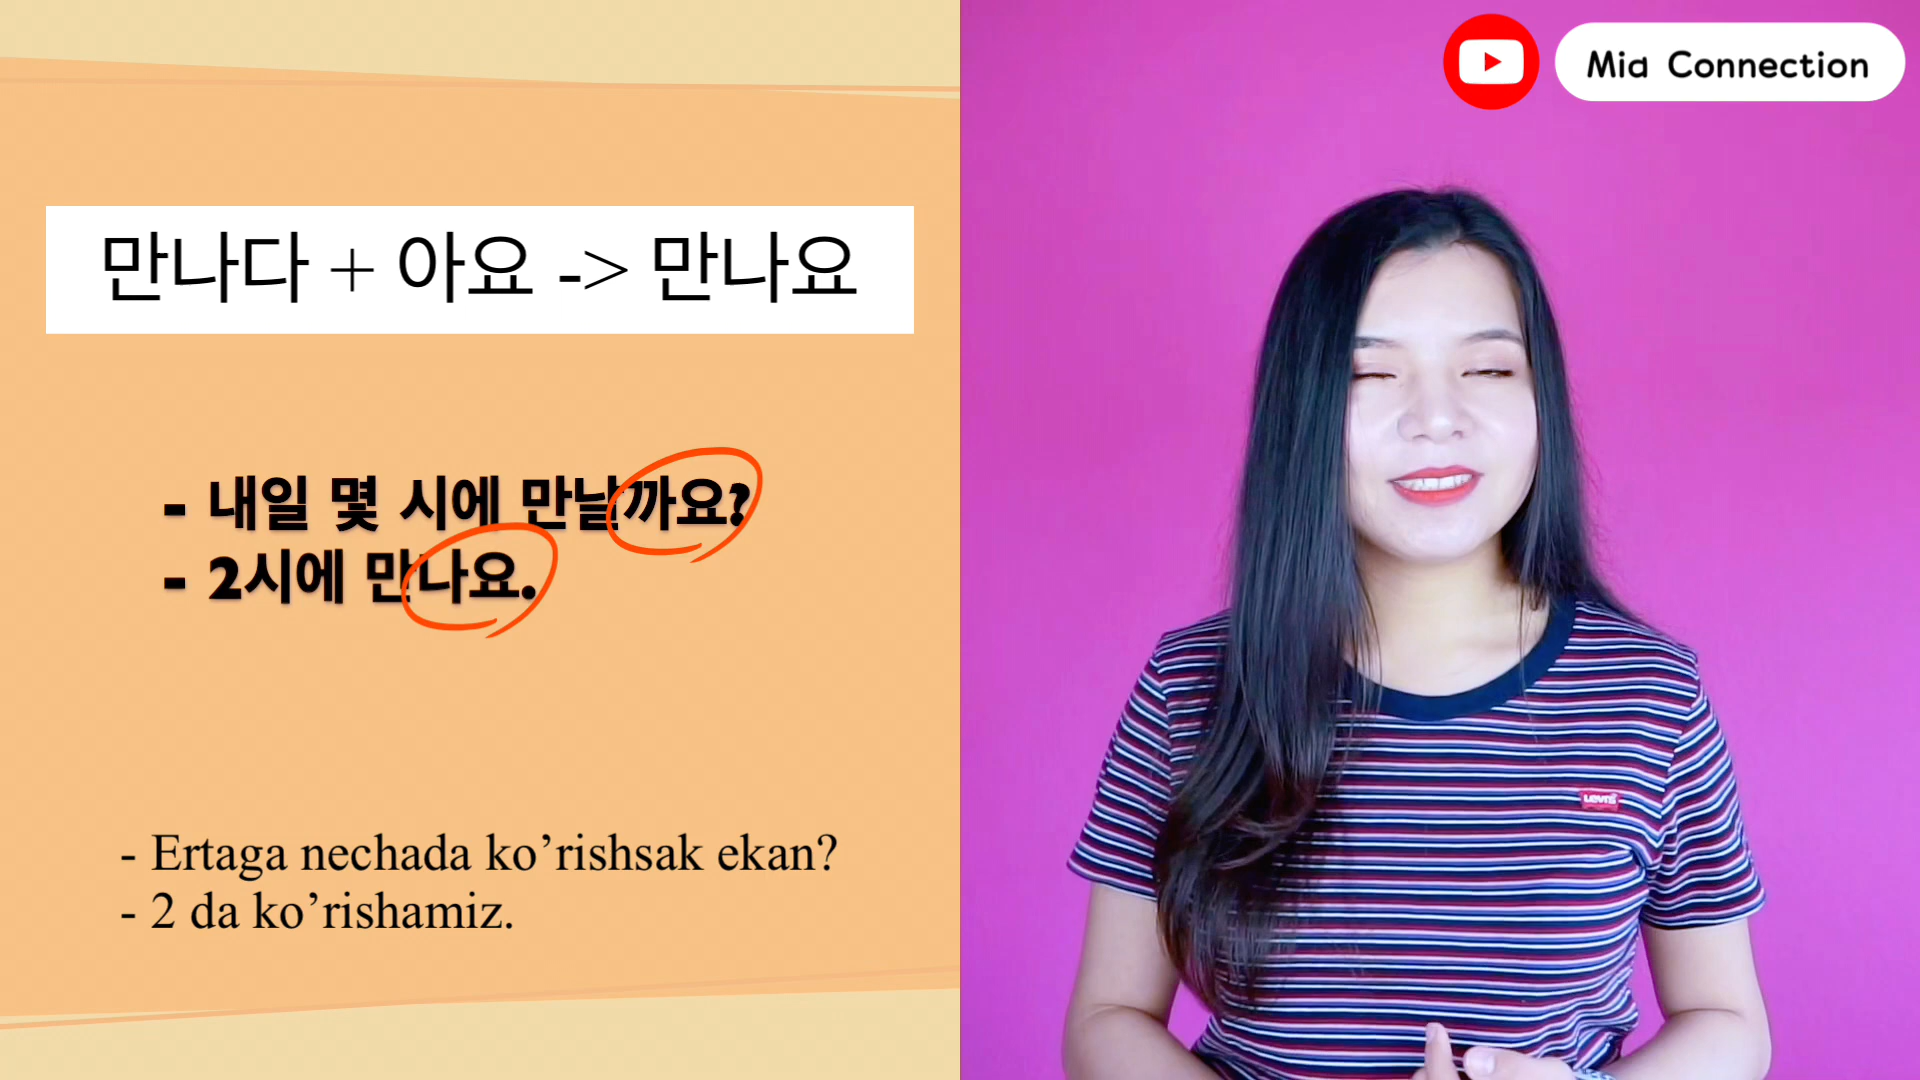 Mia Connection
만나다 + 아요 -> 만나요
- 내일 몇 시에 만날까요?
- 2시에 만나요.
- Ertaga nechada ko’rishsak ekan?
- 2 da ko’rishamiz.
Levi's